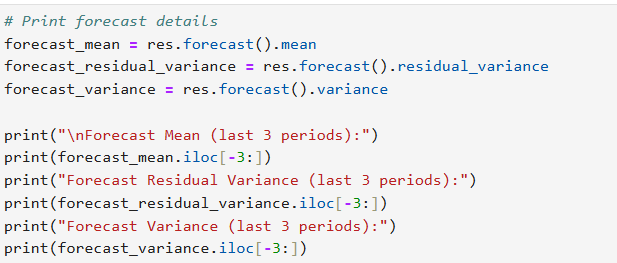 # Print forecast details
forecast_mean = res.forecast().mean
forecast_residual_variance = res.forecast().residual_variance
forecast_variance = res.forecast().variance
print("\nForecast Mean (last 3 periods):")
print(forecast_mean.iloc[-3:])
print("Forecast Residual Variance (last 3 periods):")
print(forecast_residual_variance.iloc[-3:])
print("Forecast Variance (last 3 periods):")
print(forecast_variance.iloc[-3:])